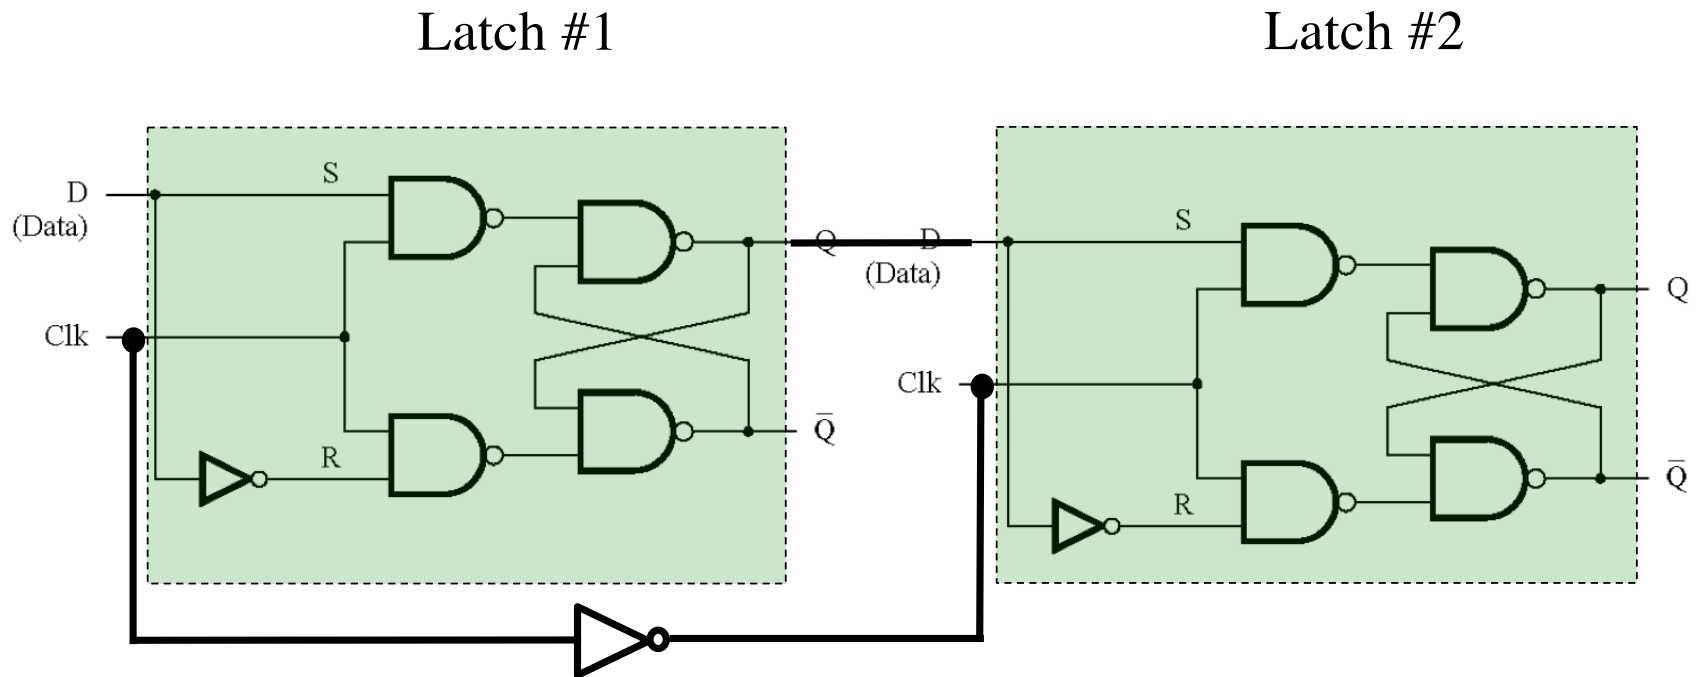 Latch #1
Latch #2
D
(Data)
S
Clk
R
Q
Q̅
D
(Data)
S
Clk
R
Q
Q̅